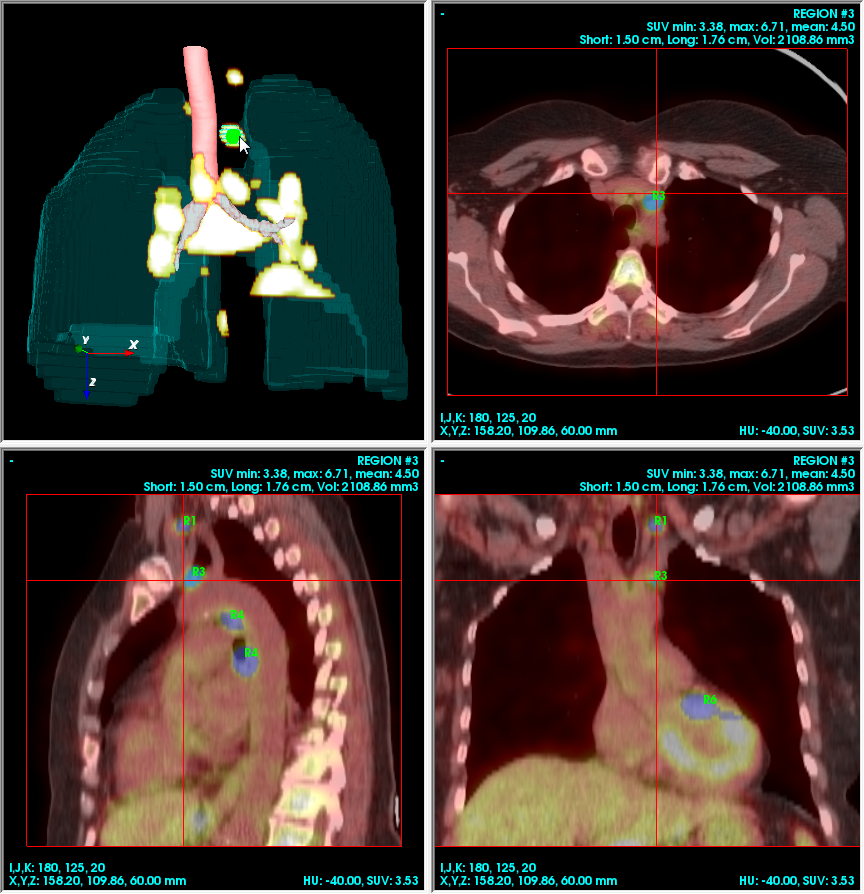 Y
X
Z
-
REGION #3
SUV min: 3.38, max: 6.71, mean: 4.50
Short: 1.50 cm, Long: 1.76 cm, Vol: 2108.86 mm3
R3
I,J,K: 180, 125, 20
X,Y,Z: 158.20, 109.86, 60.00 mm
HU: -40.00, SUV: 3.53
-
REGION #3
SUV min: 3.38, max: 6.71, mean: 4.50
Short: 1.50 cm, Long: 1.76 cm, Vol: 2108.86 mm3
R1
R3
R4
R4
I,J,K: 180, 125, 20
X,Y,Z: 158.20, 109.86, 60.00 mm
HU: -40.00, SUV: 3.53
-
REGION #3
SUV min: 3.38, max: 6.71, mean: 4.50
Short: 1.50 cm, Long: 1.76 cm, Vol: 2108.86 mm3
R1
R3
R6
I,J,K: 180, 125, 20
X,Y,Z: 158.20, 109.86, 60.00 mm
HU: -40.00, SUV: 3.53